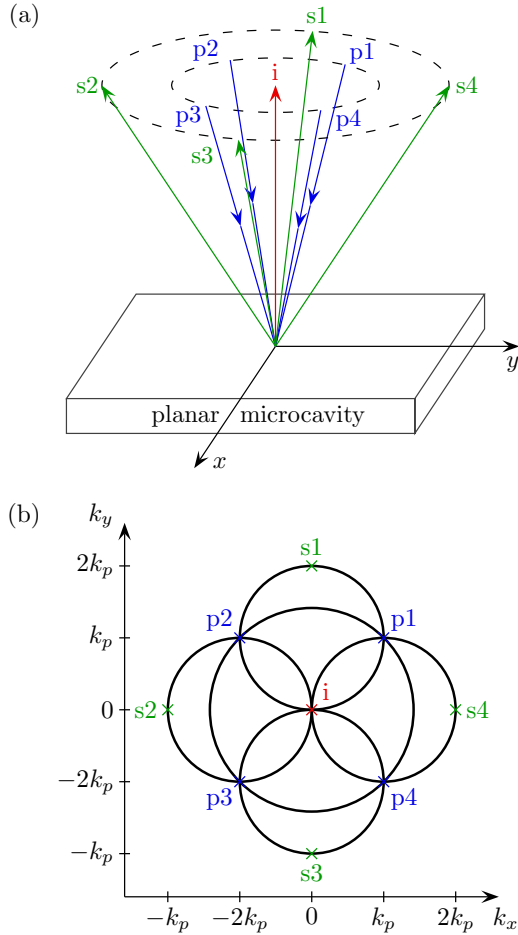 (a)
s1
p2
p1
i
s2
s4
p3
p4
s3
y
planar microcavity
x
(b)
k_y
s1
2k_p
p2
p1
k_p
i
0
s2
s4
−2k_p
p3
p4
−k_p
s3
−k_p −2k_p 0 k_p 2k_p k_x